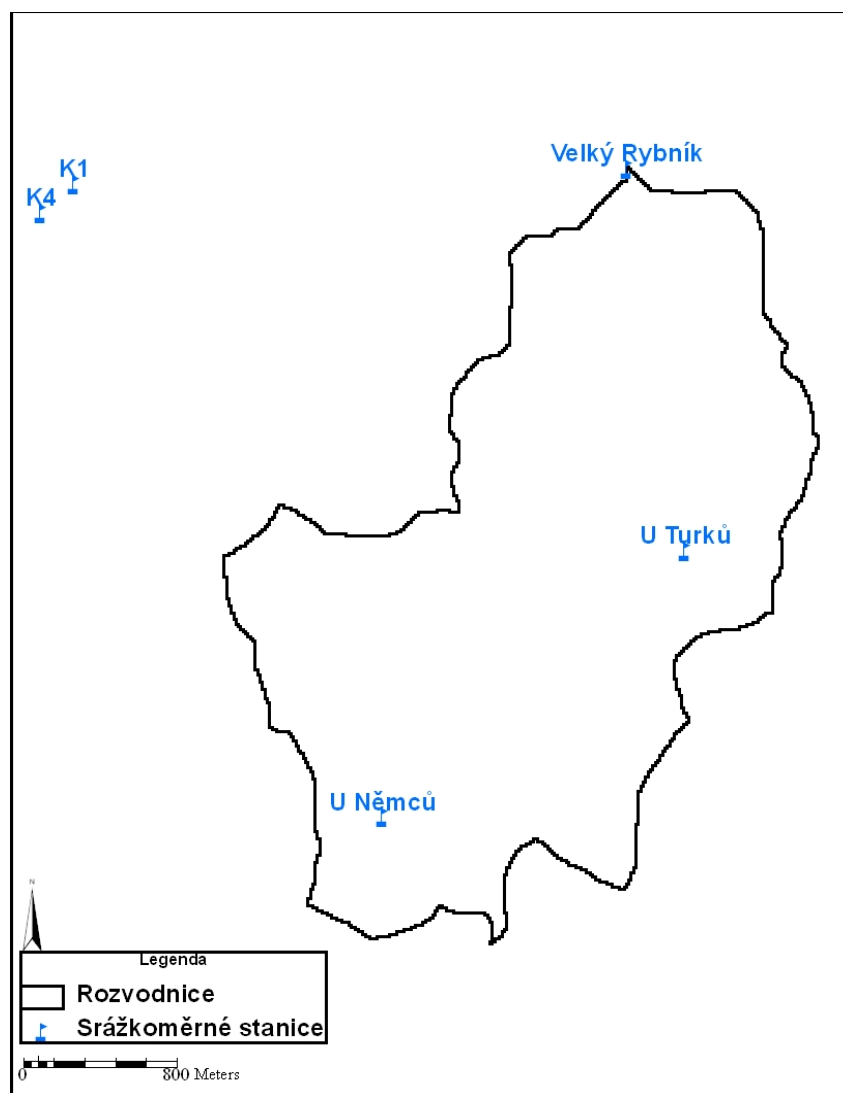 Velký Rybník
K1
K4
U Turků
U Němců
N
Legenda
Rozvodnice
Srážkoměrné stanice
0 800 Meters